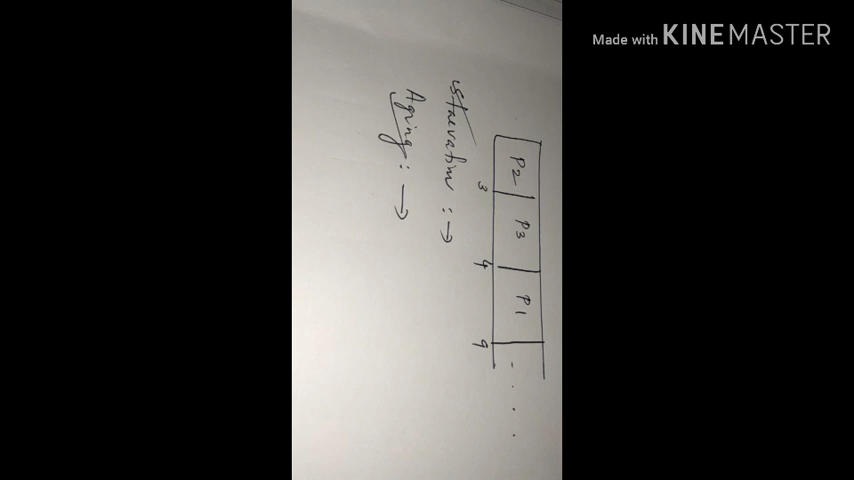 Made with KINEMASTER
P2 P3 P1
3 4 9 ....
starvation : →
Aging : →